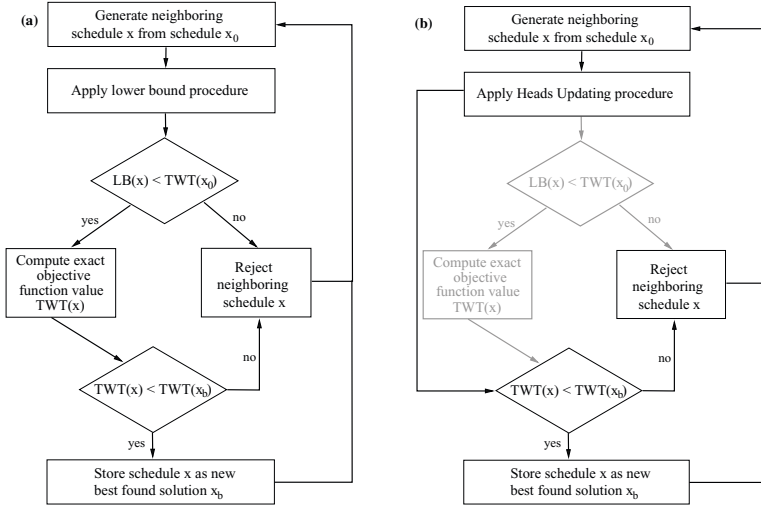 (a)
Generate neighboring
schedule x from schedule x0
Apply lower bound procedure
LB(x) < TWT(x0)
yes
no
Compute exact
objective
function value
TWT(x)
Reject
neighboring
schedule x
no
TWT(x) < TWT(xb)
yes
Store schedule x as new
best found solution xb
(b)
Generate neighboring
schedule x from schedule x0
Apply Heads Updating procedure
LB(x) < TWT(x0)
yes
no
Compute exact
objective
function value
TWT(x)
Reject
neighboring
schedule x
no
TWT(x) < TWT(xb)
yes
Store schedule x as new
best found solution xb